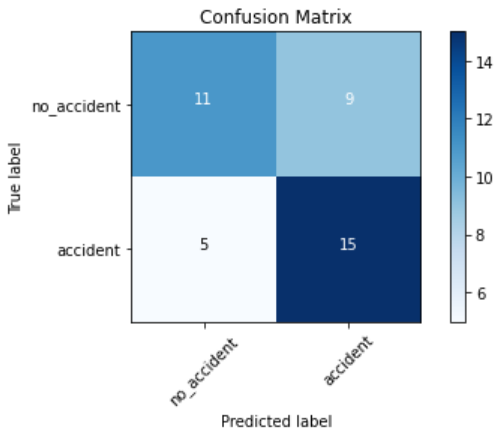 Confusion Matrix
True label
no_accident
11
9
accident
5
15
no_accident
accident
Predicted label
14
12
10
8
6